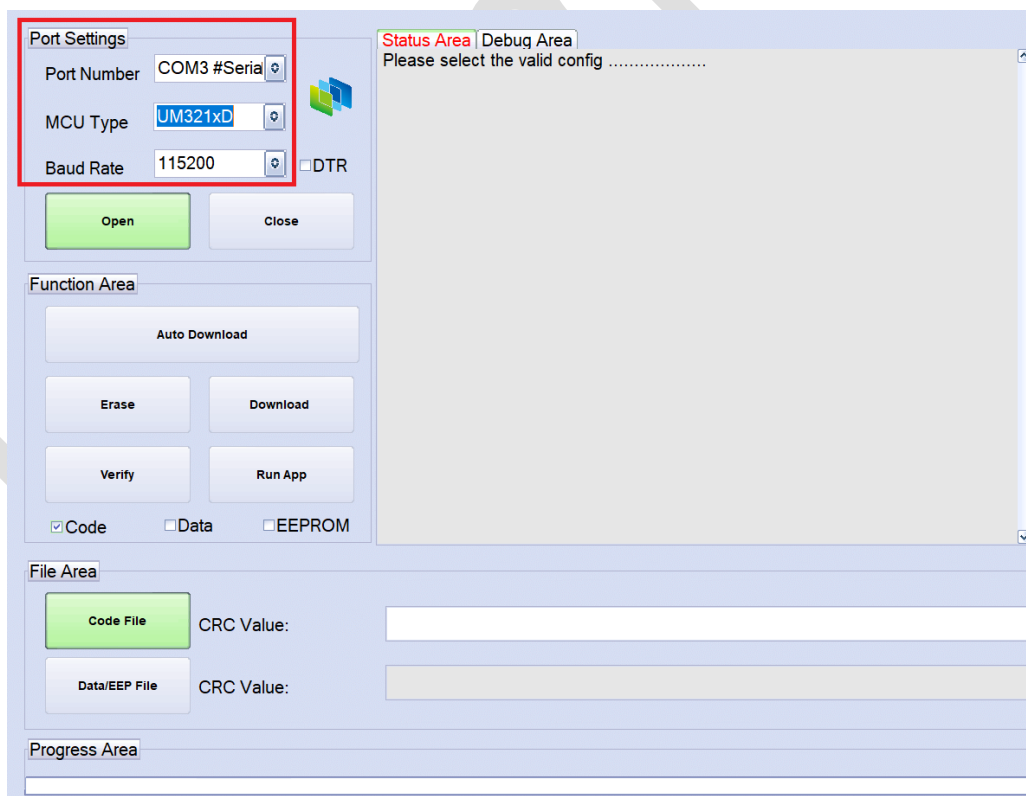 Port Settings
Port Number COM3 #Serial
MCU Type UM321xD
Baud Rate 115200 DTR
Open Close
Function Area
Auto Download
Erase Download
Verify Run App
Code Data EEPROM
Status Area Debug Area
Please select the valid config ...................
File Area
Code File CRC Value:
Data/EEP File CRC Value:
Progress Area